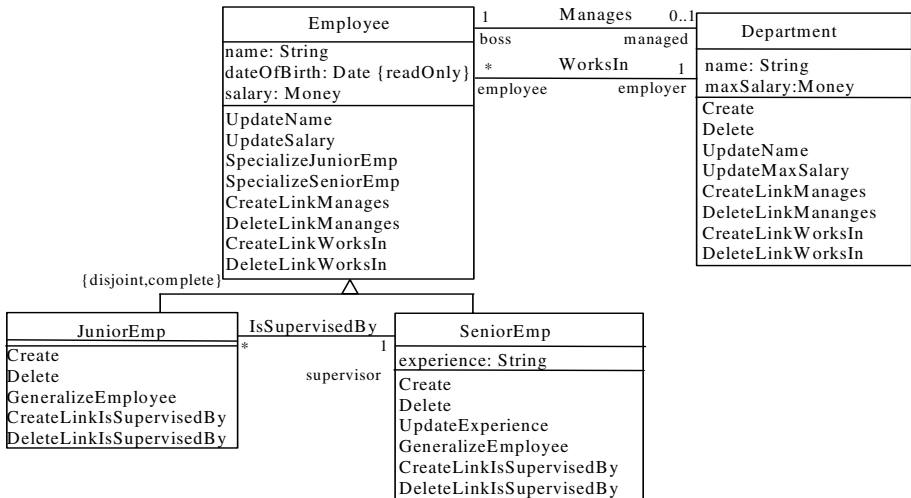 Employee
name: String
dateOfBirth: Date {readOnly}
salary: Money
UpdateName
UpdateSalary
SpecializeJuniorEmp
SpecializeSeniorEmp
CreateLinkManages
DeleteLinkMananges
CreateLinkWorksIn
DeleteLinkWorksIn
1 Manages 0..1
boss managed
* WorksIn 1
employee employer
Department
name: String
maxSalary:Money
Create
Delete
UpdateName
UpdateMaxSalary
CreateLinkManages
DeleteLinkMananges
CreateLinkWorksIn
DeleteLinkWorksIn
{disjoint,complete}
JuniorEmp
Create
Delete
GeneralizeEmployee
CreateLinkIsSupervisedBy
DeleteLinkIsSupervisedBy
IsSupervisedBy
* 1
supervisor
SeniorEmp
experience: String
Create
Delete
UpdateExperience
GeneralizeEmployee
CreateLinkIsSupervisedBy
DeleteLinkIsSupervisedBy